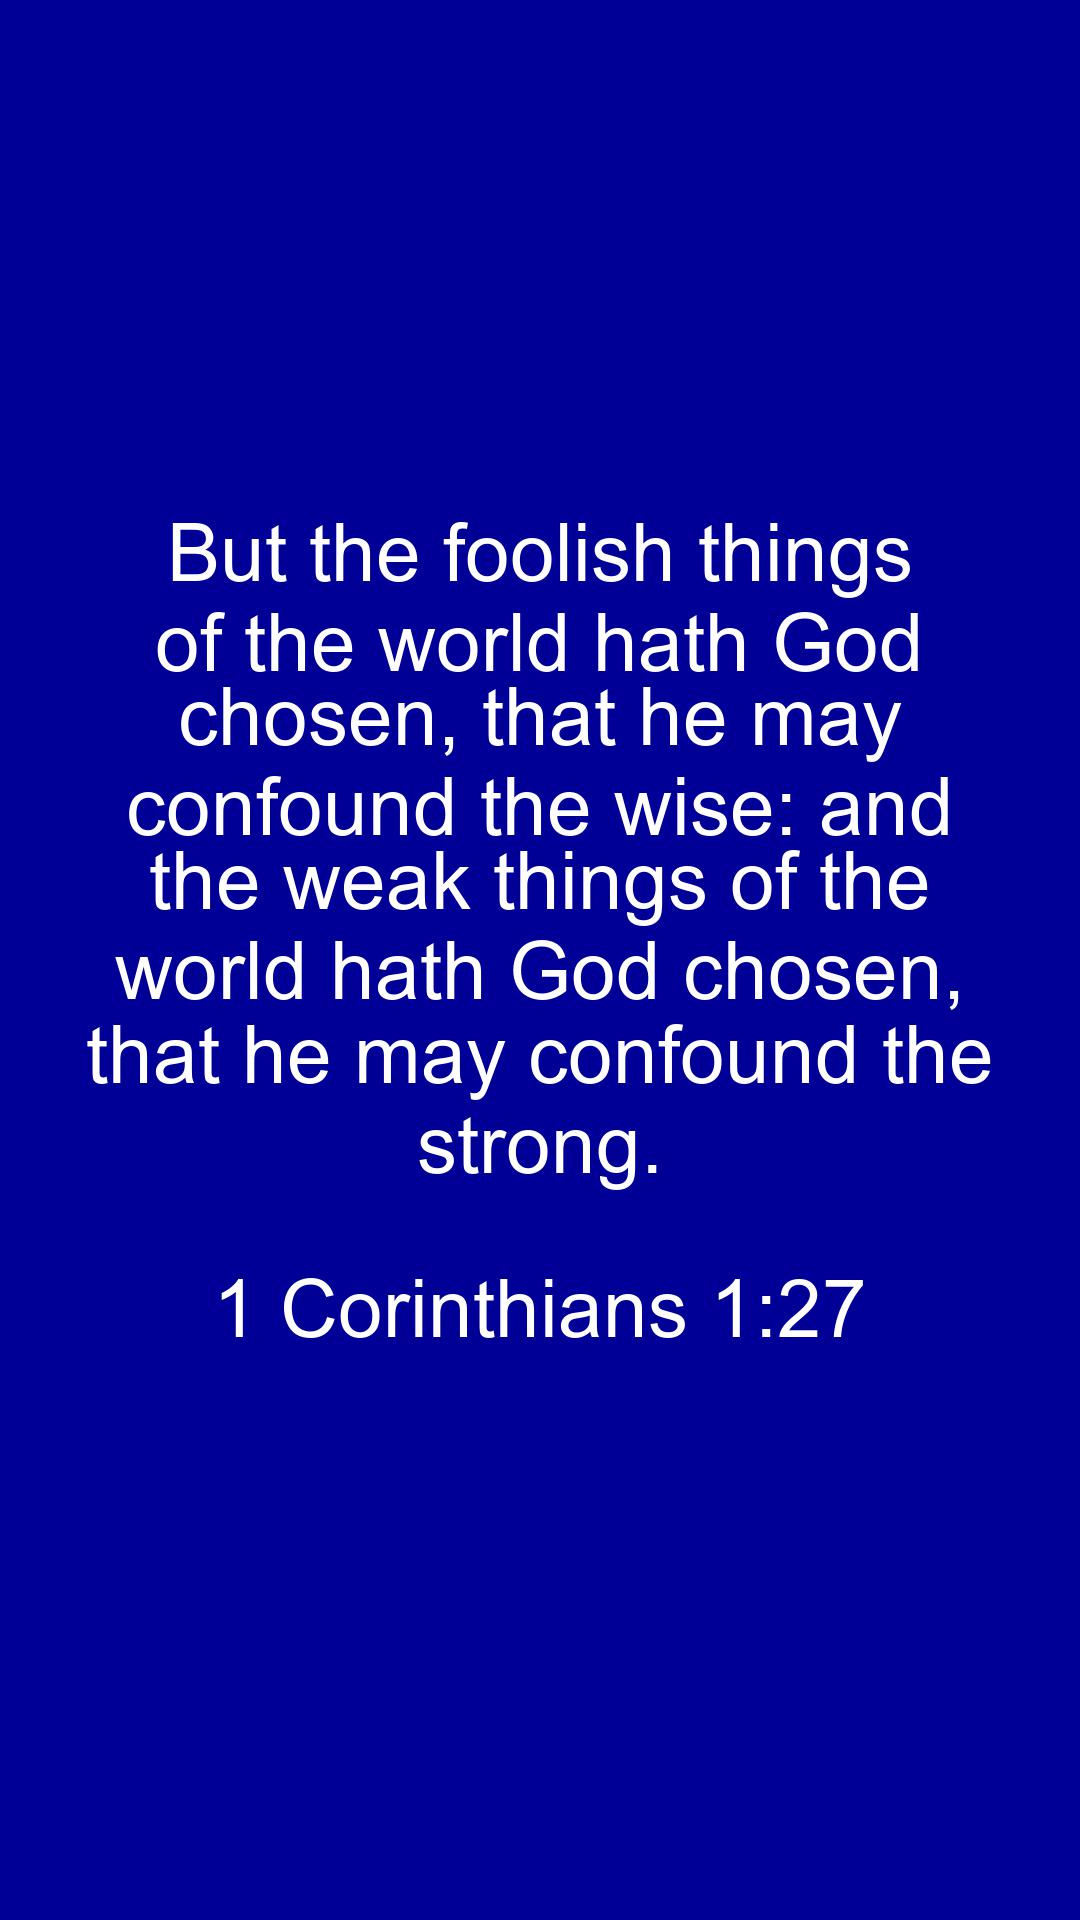 But the foolish things
of the world hath God
chosen, that he may
confound the wise: and
the weak things of the
world hath God chosen,
that he may confound the
strong.
1 Corinthians 1:27